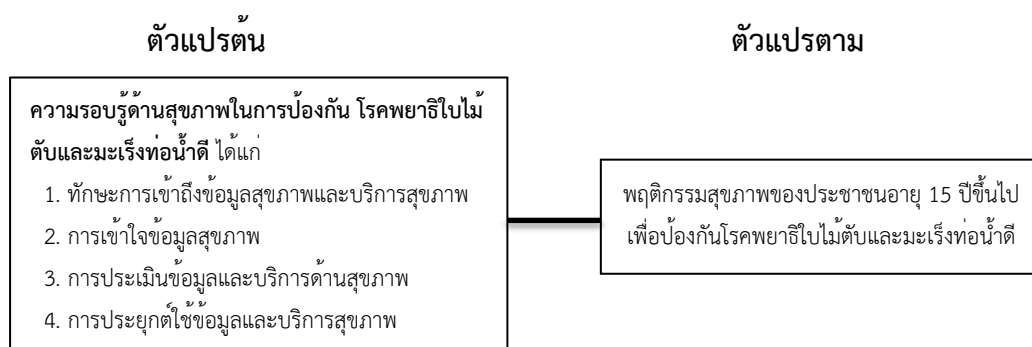 ตัวแปรต้น
ตัวแปรตาม
ความรอบรู้ด้านสุขภาพในการป้องกัน โรคพยาธิใบไม้
ตับและมะเร็งท่อน้ำดี ได้แก่
1. ทักษะการเข้าถึงข้อมูลสุขภาพและบริการสุขภาพ
2. การเข้าใจข้อมูลสุขภาพ
3. การประเมินข้อมูลและบริการด้านสุขภาพ
4. การประยุกต์ใช้ข้อมูลและบริการสุขภาพ
พฤติกรรมสุขภาพของประชาชนอายุ 15 ปีขึ้นไป
เพื่อป้องกันโรคพยาธิใบไม้ตับและมะเร็งท่อน้ำดี